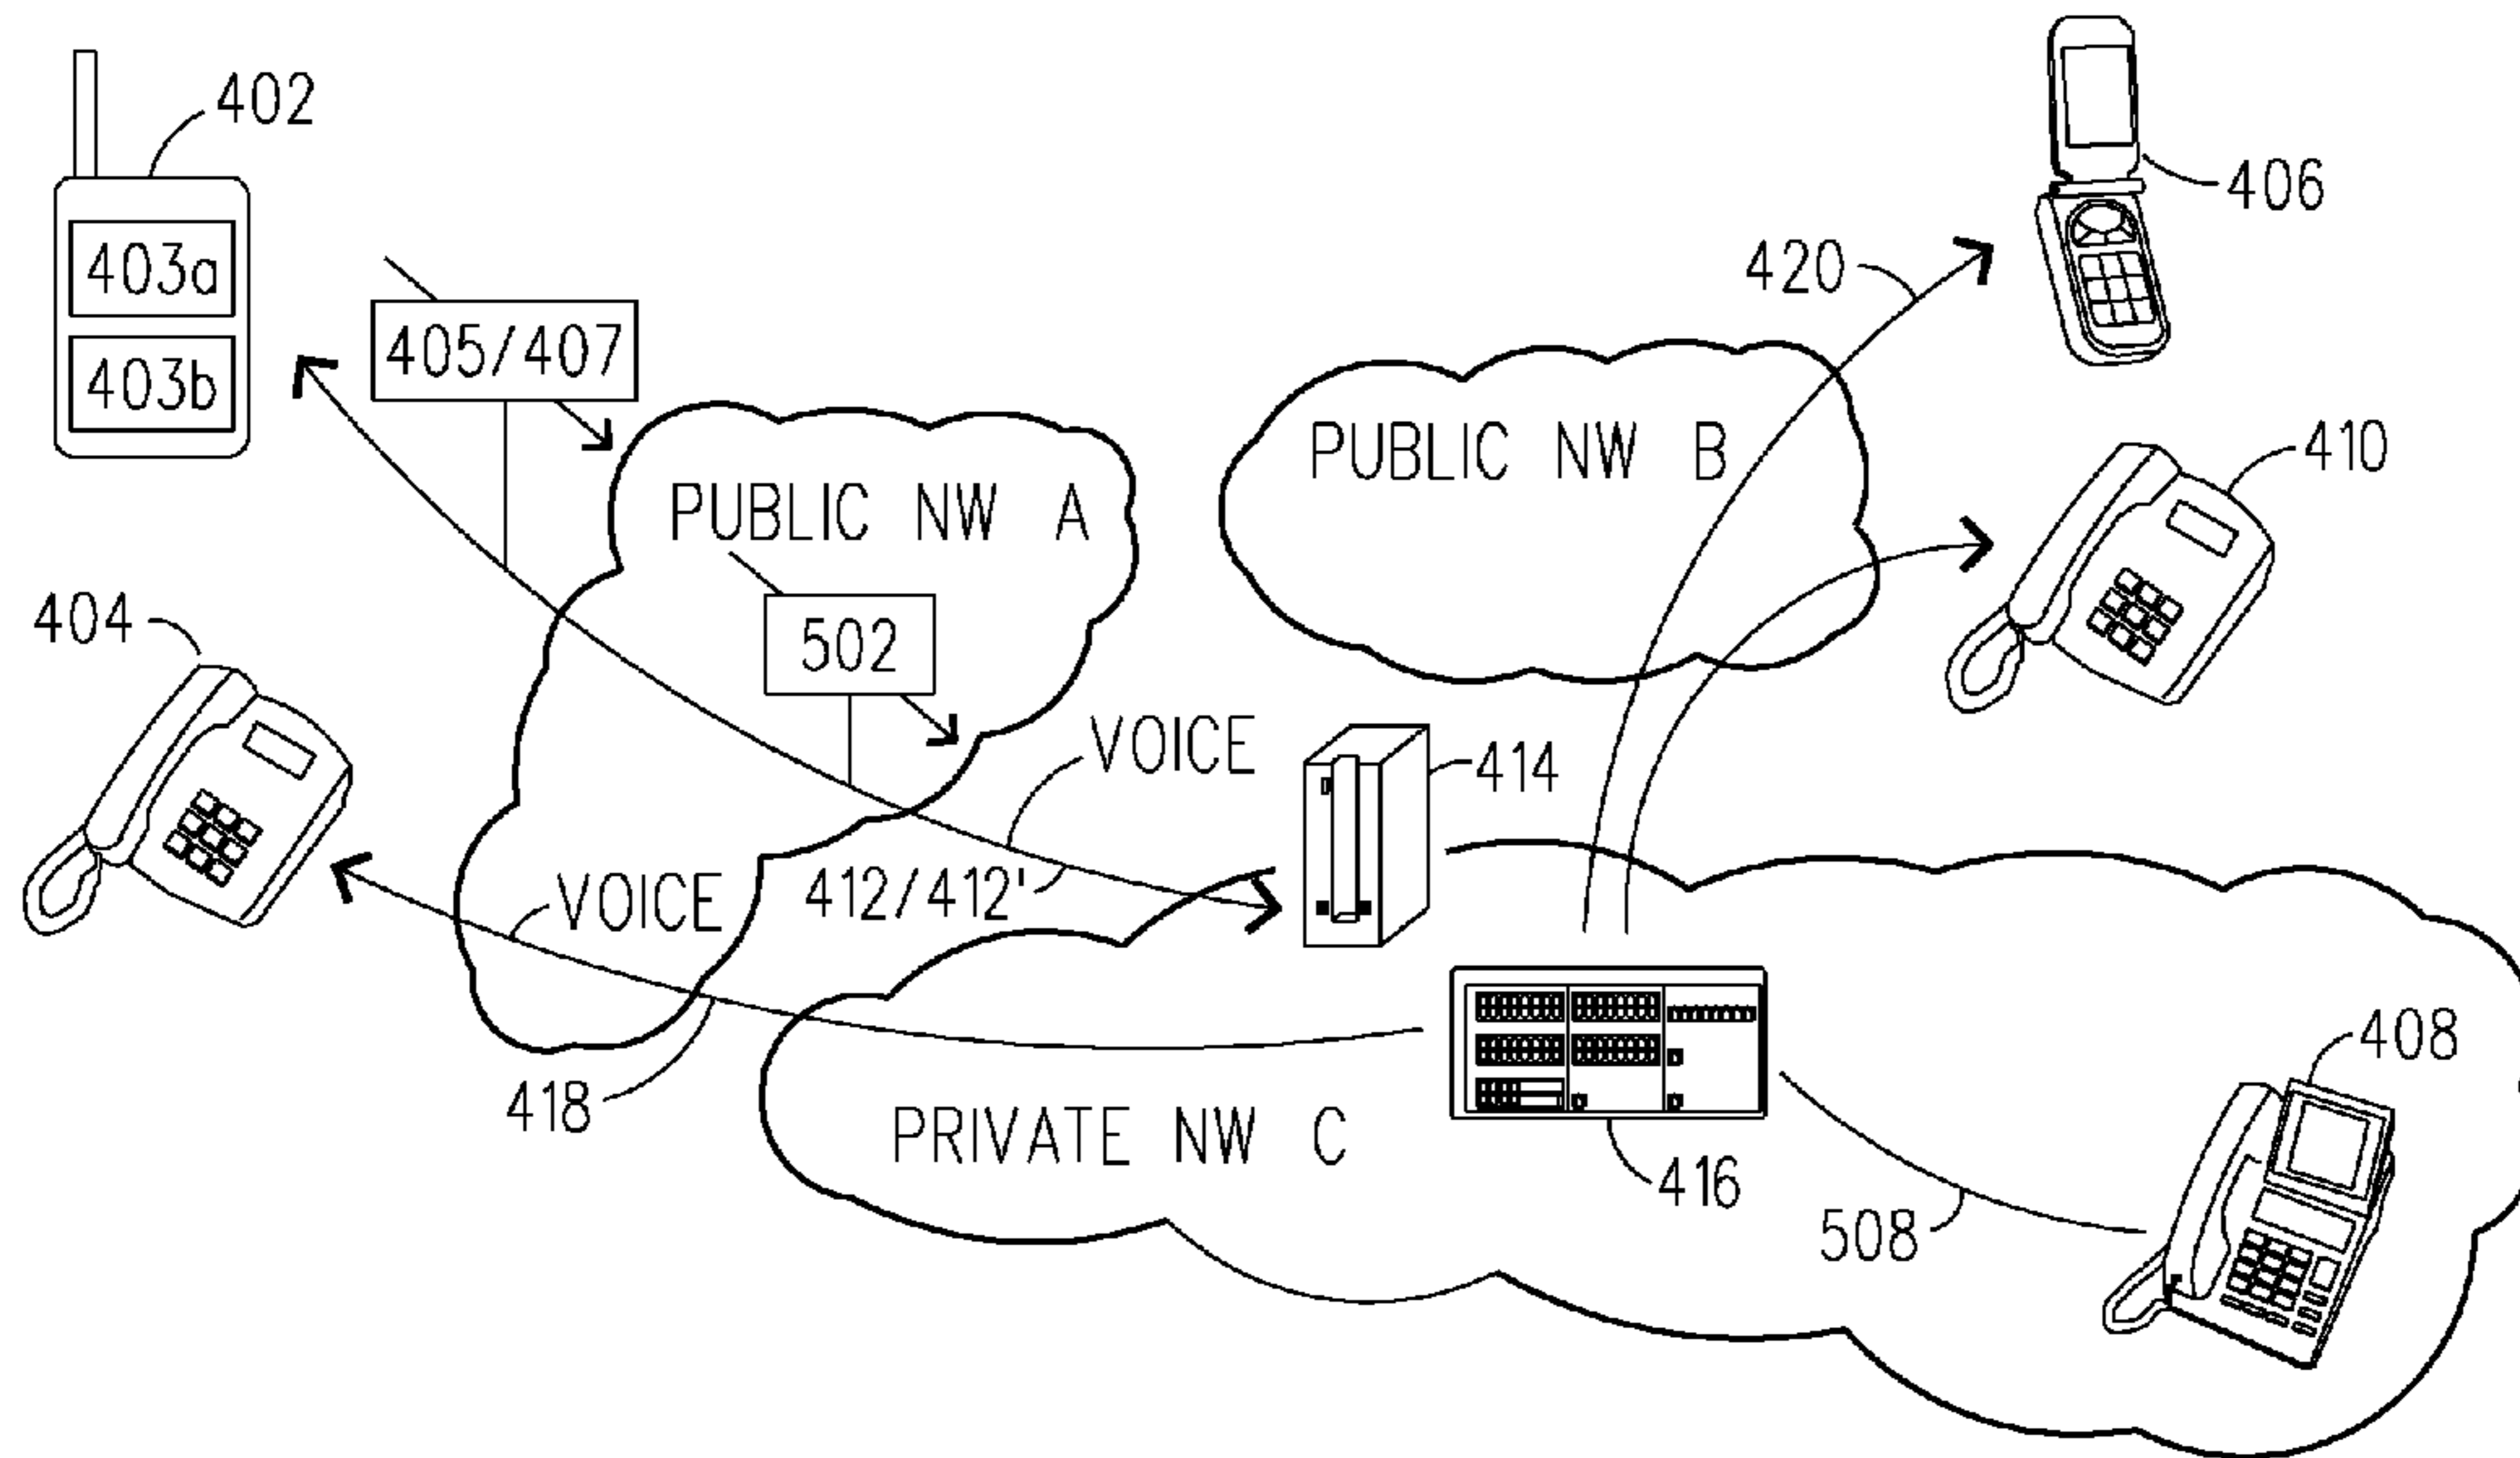 402
406
403a
420
405/407
403b
410
PUBLIC NW B
PUBLIC NW A
404
502
VOICE
414
VOICE
412/412'
408
418
PRIVATE NW C
416
508